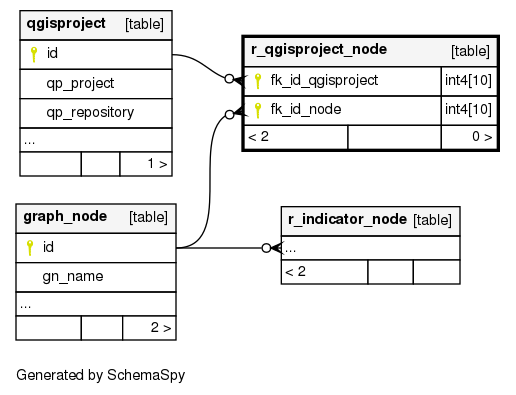 qgisproject [table]
id
qp_project
qp_repository
...
1 >
r_qgisproject_node [table]
fk_id_qgisproject int4[10]
fk_id_node int4[10]
< 2 0 >
graph_node [table]
id
gn_name
...
2 >
r_indicator_node [table]
...
< 2
Generated by SchemaSpy